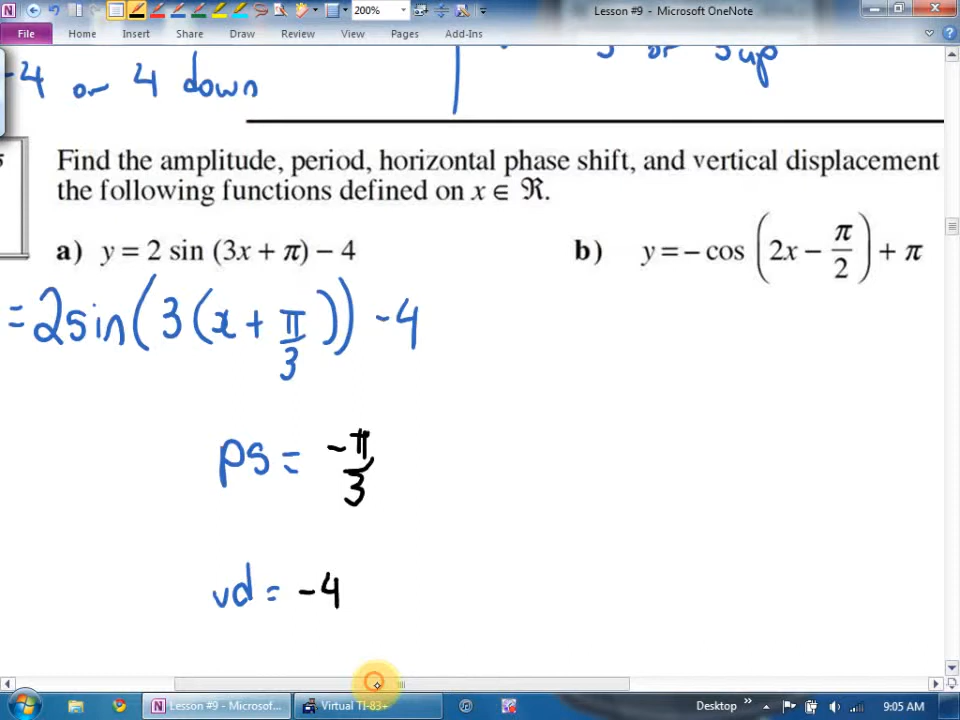 200%
Lesson #9 - Microsoft OneNote
File Home Insert Share Draw Review View Pages Add-Ins
-4 or 4 down
3 or 3 up
Find the amplitude, period, horizontal phase shift, and vertical displacement
the following functions defined on x ∈ ℜ.
a) y = 2 sin (3x + π) − 4
b) y = − cos (2x − π/2) + π
= 2 sin(3(x + π/3)) - 4
ps = -π/3
vd = -4
Lesson #9 - Microsof... Virtual TI-83+ Desktop » 9:05 AM